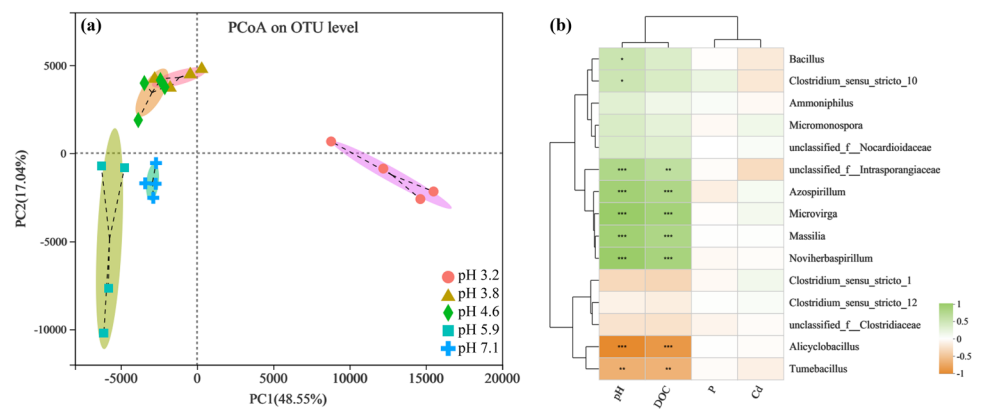 (a)
PCoA on OTU level
PC2(17.04%)
5000
0
-5000
-10000
-5000
0
5000
10000
15000
20000
PC1(48.55%)
pH 3.2
pH 3.8
pH 4.6
pH 5.9
pH 7.1
(b)
* Bacillus
* Clostridium_sensu_stricto_10
Ammoniphilus
Micromonospora
unclassified_f__Nocardioidaceae
*** ** unclassified_f__Intrasporangiaceae
*** *** Azospirillum
*** *** Microvirga
*** *** Massilia
*** *** Noviherbaspirillum
Clostridium_sensu_stricto_1
Clostridium_sensu_stricto_12
unclassified_f__Clostridiaceae
*** *** Alicyclobacillus
** ** Tumebacillus
pH DOC P Cd
1
0.5
0
-0.5
-1